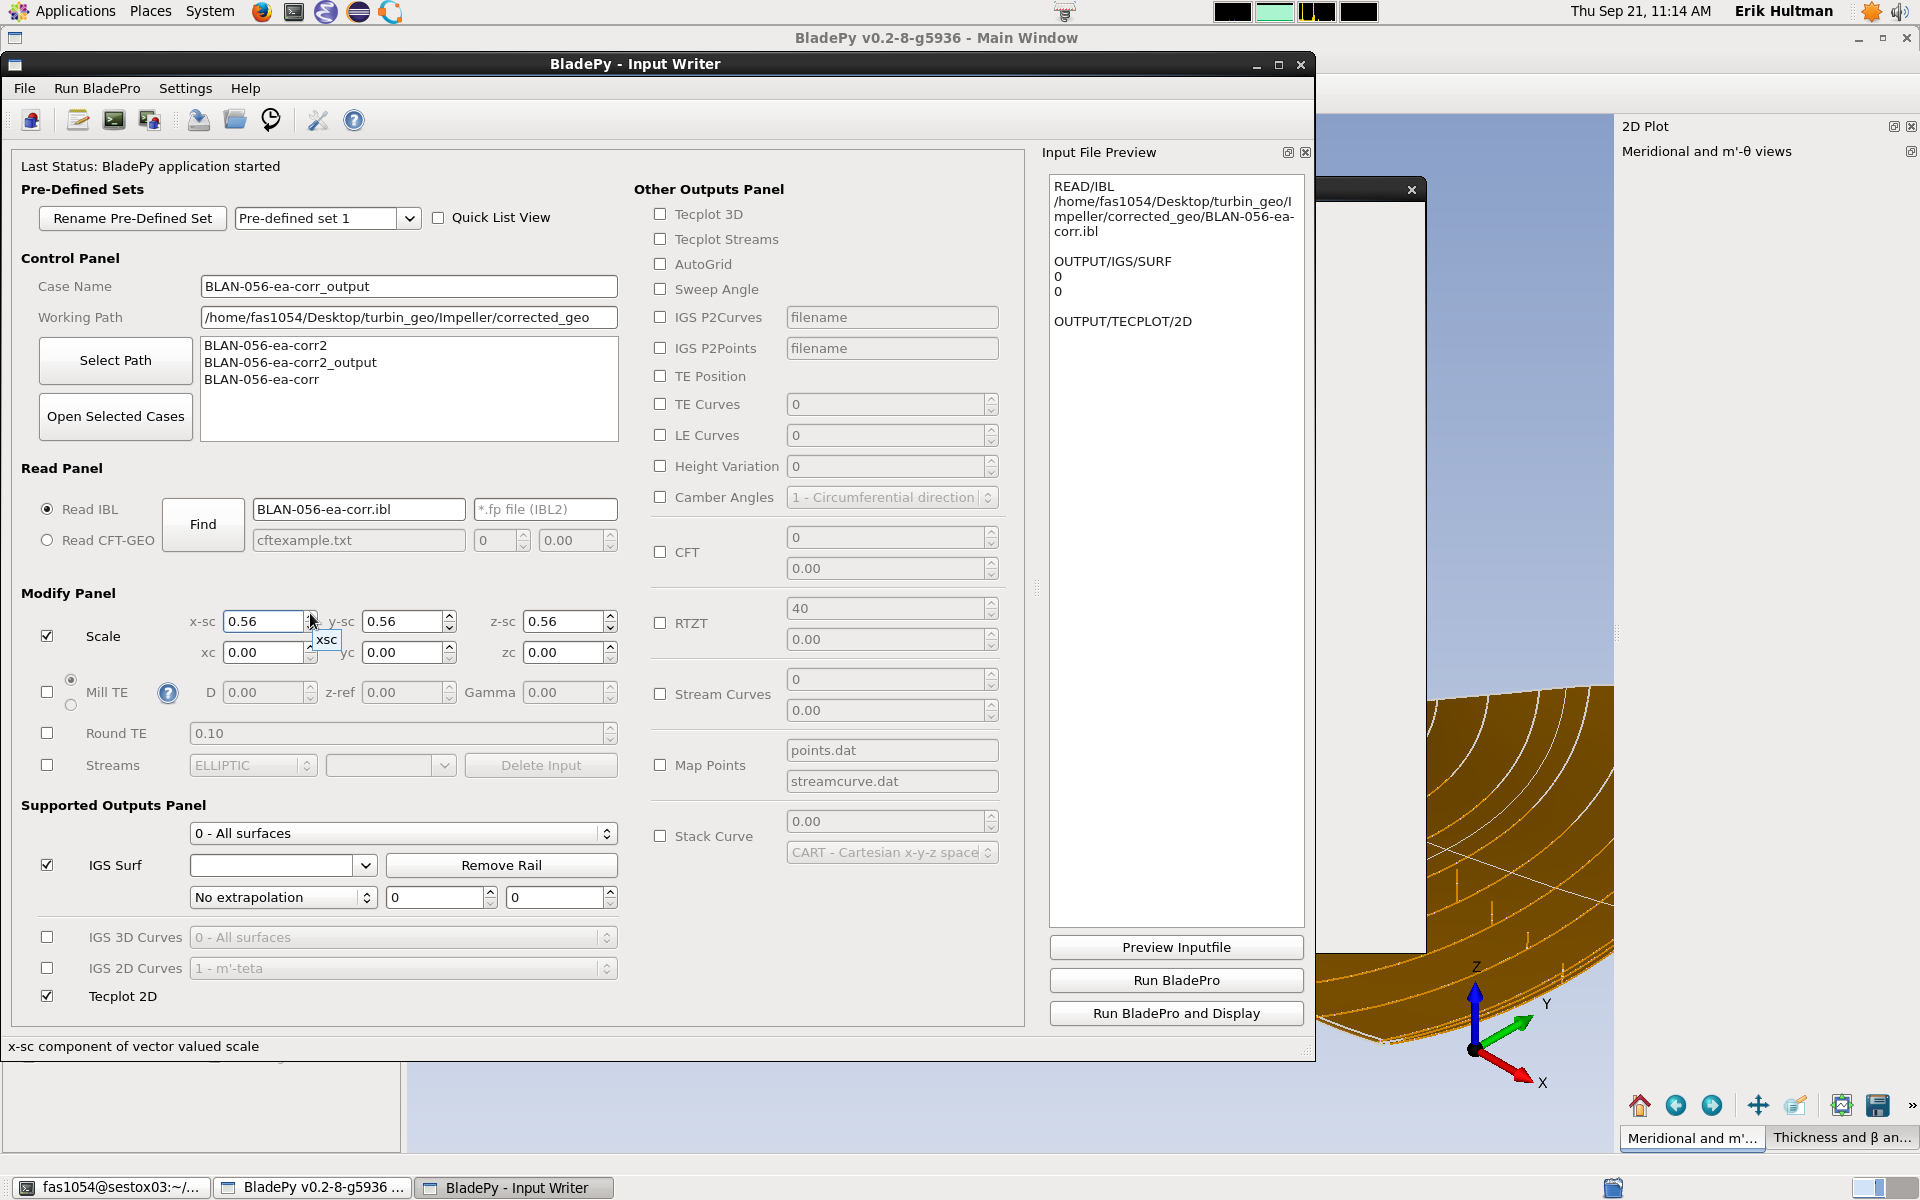 Applications Places System
Thu Sep 21, 11:14 AM Erik Hultman
BladePy v0.2-8-g5936 - Main Window
BladePy - Input Writer
File Run BladePro Settings Help
Last Status: BladePy application started
Pre-Defined Sets
Rename Pre-Defined Set Pre-defined set 1 Quick List View
Control Panel
Case Name BLAN-056-ea-corr_output
Working Path /home/fas1054/Desktop/turbin_geo/Impeller/corrected_geo
Select Path
Open Selected Cases
BLAN-056-ea-corr2
BLAN-056-ea-corr2_output
BLAN-056-ea-corr
Read Panel
Read IBL Find BLAN-056-ea-corr.ibl *.fp file (IBL2)
Read CFT-GEO cftexample.txt 0 0.00
Modify Panel
Scale
x-sc 0.56 y-sc 0.56 z-sc 0.56
xsc
xc 0.00 yc 0.00 zc 0.00
Mill TE ? D 0.00 z-ref 0.00 Gamma 0.00
Round TE 0.10
Streams ELLIPTIC Delete Input
Supported Outputs Panel
0 - All surfaces
IGS Surf Remove Rail
No extrapolation 0 0
IGS 3D Curves 0 - All surfaces
IGS 2D Curves 1 - m'-teta
Tecplot 2D
Other Outputs Panel
Tecplot 3D
Tecplot Streams
AutoGrid
Sweep Angle
IGS P2Curves filename
IGS P2Points filename
TE Position
TE Curves 0
LE Curves 0
Height Variation 0
Camber Angles 1 - Circumferential direction
CFT 0
0.00
RTZT 40
0.00
Stream Curves 0
0.00
Map Points points.dat
streamcurve.dat
Stack Curve 0.00
CART - Cartesian x-y-z space
Input File Preview
READ/IBL
/home/fas1054/Desktop/turbin_geo/I
mpeller/corrected_geo/BLAN-056-ea-
corr.ibl
OUTPUT/IGS/SURF
0
0
OUTPUT/TECPLOT/2D
Preview Inputfile
Run BladePro
Run BladePro and Display
x-sc component of vector valued scale
2D Plot
Meridional and m'-θ views
Z
Y
X
»
Meridional and m'... Thickness and β an...
fas1054@sestox03:~/... BladePy v0.2-8-g5936 ... BladePy - Input Writer